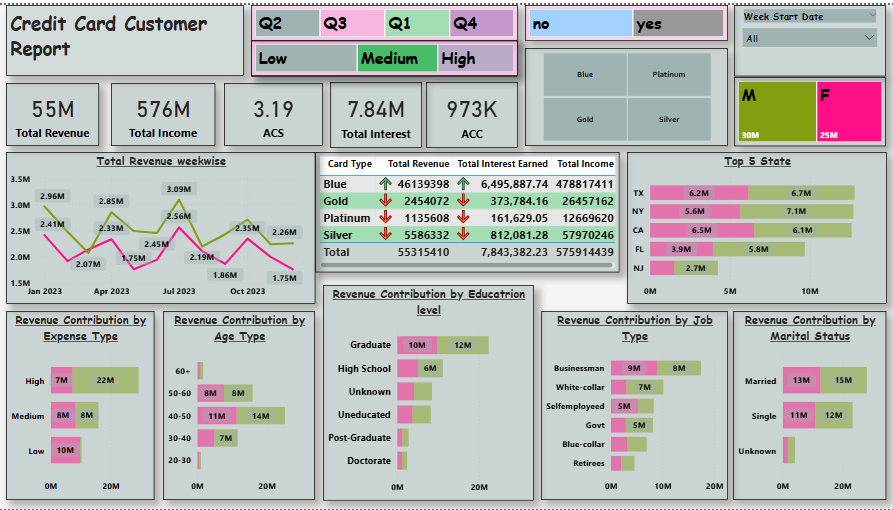 Credit Card Customer
Report
Q2 Q3 Q1 Q4
Low Medium High
no yes
Week Start Date
All
Blue Platinum
Gold Silver
M F
30M 25M
55M
Total Revenue
576M
Total Income
3.19
ACS
7.84M
Total Interest
973K
ACC
Total Revenue weekwise
3.5M
3.0M
2.5M
2.0M
1.5M
2.96M
2.41M
2.07M
2.85M
2.33M
1.75M
2.45M
3.09M
2.56M
2.19M
1.86M
2.35M
2.26M
1.75M
Jan 2023 Apr 2023 Jul 2023 Oct 2023
Card Type Total Revenue Total Interest Earned Total Income
Blue 46139398 6,495,887.74 478817411
Gold 2454072 373,784.16 26457162
Platinum 1135608 161,629.05 12669620
Silver 5586332 812,081.28 57970246
Total 55315410 7,843,382.23 575914439
Top 5 State
TX 6.2M 6.7M
NY 5.6M 7.1M
CA 6.5M 6.1M
FL 3.9M 5.8M
NJ 2.7M
0M 5M 10M
Revenue Contribution by
Expense Type
High 7M 22M
Medium 8M 8M
Low 10M
0M 20M
Revenue Contribution by
Age Type
60+
50-60 8M 8M
40-50 11M 14M
30-40 7M
20-30
0M 20M
Revenue Contribution by Educatrion
level
Graduate 10M 12M
High School 6M
Unknown
Uneducated
Post-Graduate
Doctorate
0M 20M
Revenue Contribution by Job
Type
Businessman 9M 8M
White-collar 7M
Selfemployeed 5M
Govt 5M
Blue-collar
Retirees
0M 5M 10M 15M 20M
Revenue Contribution by
Marital Status
Married 13M 15M
Single 11M 12M
Unknown
0M 20M